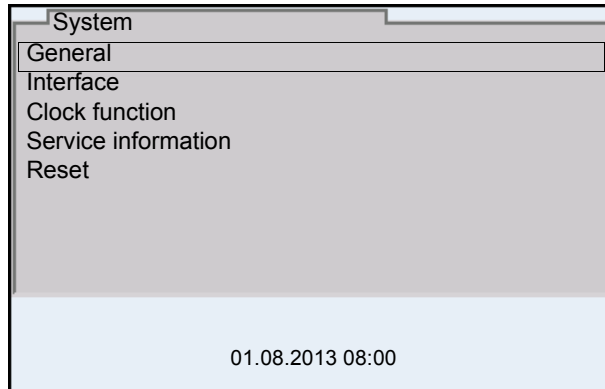 System
General
Interface
Clock function
Service information
Reset
01.08.2013 08:00